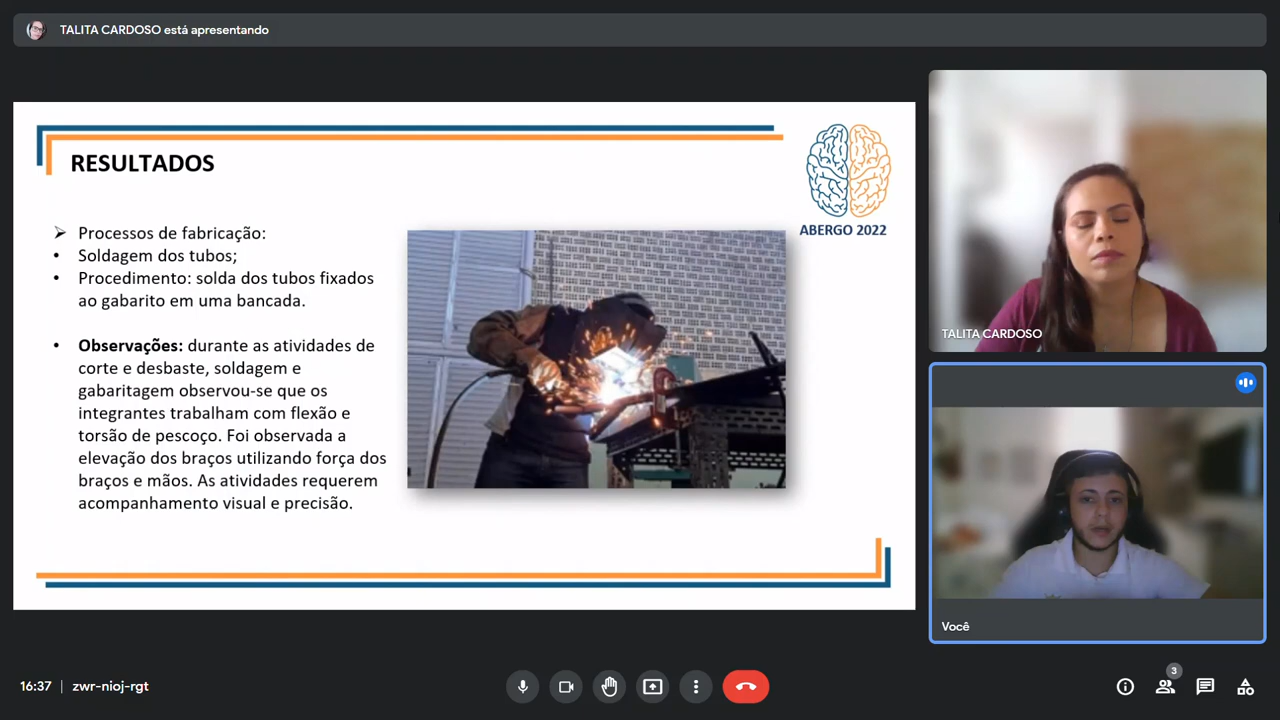 TALITA CARDOSO está apresentando
RESULTADOS
ABERGO 2022
➢ Processos de fabricação:
• Soldagem dos tubos;
• Procedimento: solda dos tubos fixados
ao gabarito em uma bancada.
• Observações: durante as atividades de
corte e desbaste, soldagem e
gabaritagem observou-se que os
integrantes trabalham com flexão e
torsão de pescoço. Foi observada a
elevação dos braços utilizando força dos
braços e mãos. As atividades requerem
acompanhamento visual e precisão.
TALITA CARDOSO
Você
16:37 | zwr-nioj-rgt
3